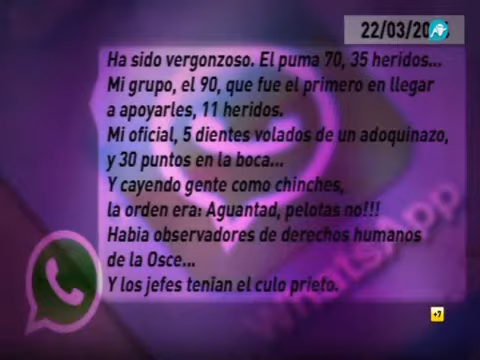 22/03/20
Ha sido vergonzoso. El puma 70, 35 heridos...
Mi grupo, el 90, que fue el primero en llegar
a apoyarles, 11 heridos.
Mi oficial, 5 dientes volados de un adoquinazo,
y 30 puntos en la boca...
Y cayendo gente como chinches,
la orden era: Aguantad, pelotas no!!!
Habia observadores de derechos humanos
de la Osce...
Y los jefes tenían el culo prieto.
WhatsApp
+7